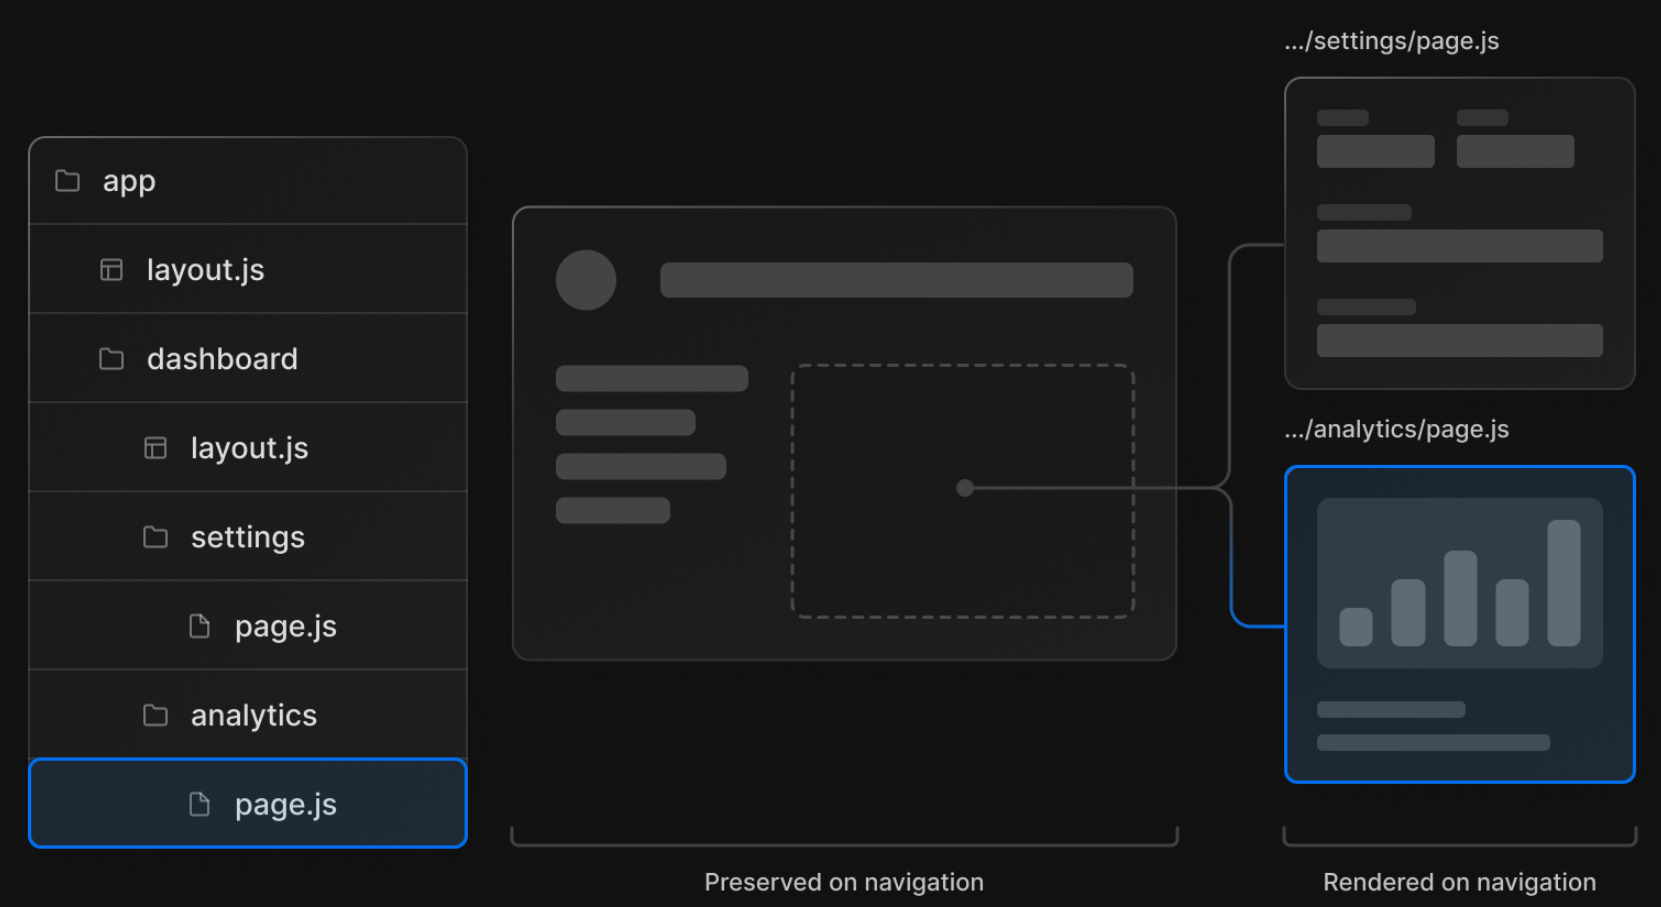 app
layout.js
dashboard
layout.js
settings
page.js
analytics
page.js
Preserved on navigation
.../settings/page.js
.../analytics/page.js
Rendered on navigation